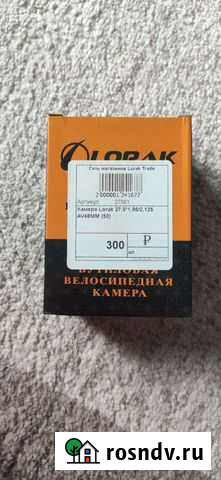 LORAK
Сеть магазинов Lorak Trade
Артикул
Камера Lorak 27.5*1.95/2.125
AV48MM (50)
300 ₽
шт
БУТИЛОВАЯ
ВЕЛОСИПЕДНАЯ
КАМЕРА
rosndv.ru